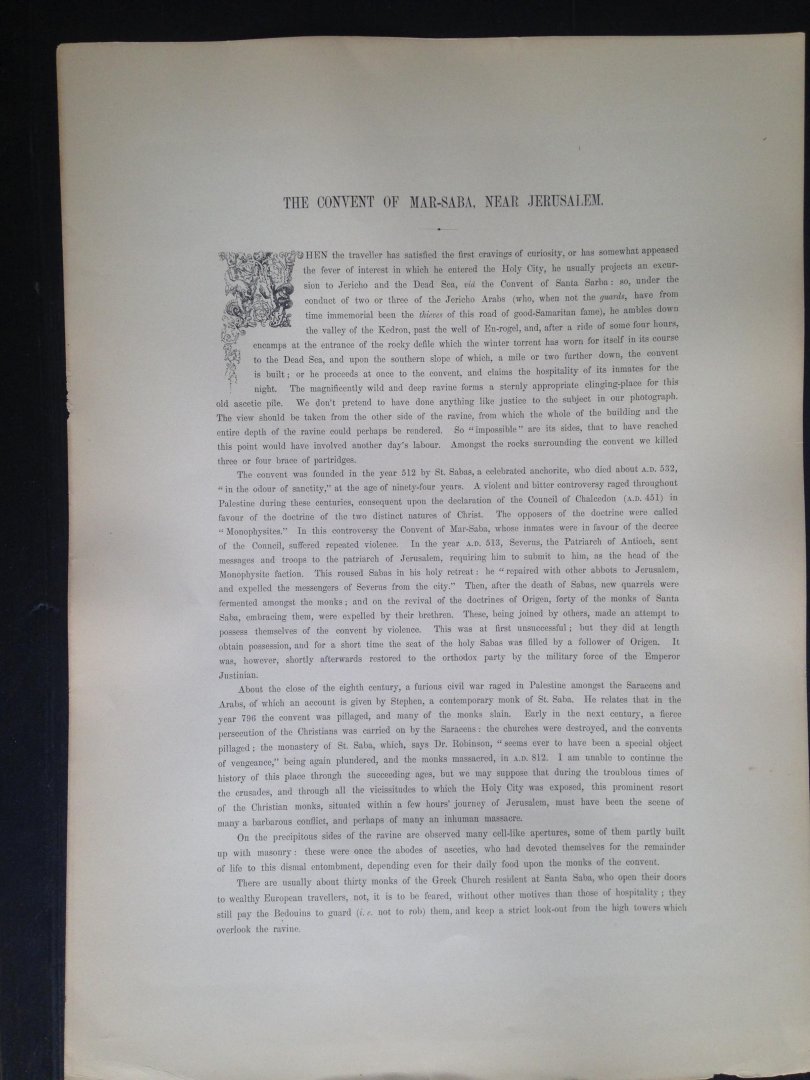 THE CONVENT OF MAR-SABA, NEAR JERUSALEM.
WHEN the traveller has satisfied the first cravings of curiosity, or has somewhat appeased
the fever of interest in which he entered the Holy City, he usually projects an excur-
sion to Jericho and the Dead Sea, via the Convent of Santa Sarba: so, under the
conduct of two or three of the Jericho Arabs (who, when not the guards, have from
time immemorial been the thieves of this road of good-Samaritan fame), he ambles down
the valley of the Kedron, past the well of En-rogel, and, after a ride of some four hours,
encamps at the entrance of the rocky defile which the winter torrent has worn for itself in its course
to the Dead Sea, and upon the southern slope of which, a mile or two further down, the convent
is built; or he proceeds at once to the convent, and claims the hospitality of its inmates for the
night. The magnificently wild and deep ravine forms a sternly appropriate clinging-place for this
old ascetic pile. We don't pretend to have done anything like justice to the subject in our photograph.
The view should be taken from the other side of the ravine, from which the whole of the building and the
entire depth of the ravine could perhaps be rendered. So "impossible" are its sides, that to have reached
this point would have involved another day's labour. Amongst the rocks surrounding the convent we killed
three or four brace of partridges.
The convent was founded in the year 512 by St. Sabas, a celebrated anchorite, who died about A.D. 532,
"in the odour of sanctity," at the age of ninety-four years. A violent and bitter controversy raged throughout
Palestine during these centuries, consequent upon the declaration of the Council of Chalcedon (A.D. 451) in
favour of the doctrine of the two distinct natures of Christ. The opposers of the doctrine were called
"Monophysites." In this controversy the Convent of Mar-Saba, whose inmates were in favour of the decree
of the Council, suffered repeated violence. In the year A.D. 513, Severus, the Patriarch of Antioch, sent
messages and troops to the patriarch of Jerusalem, requiring him to submit to him, as the head of the
Monophysite faction. This roused Sabas in his holy retreat: he "repaired with other abbots to Jerusalem,
and expelled the messengers of Severus from the city." Then, after the death of Sabas, new quarrels were
fermented amongst the monks; and on the revival of the doctrines of Origen, forty of the monks of Santa
Saba, embracing them, were expelled by their brethren. These, being joined by others, made an attempt to
possess themselves of the convent by violence. This was at first unsuccessful; but they did at length
obtain possession, and for a short time the seat of the holy Sabas was filled by a follower of Origen. It
was, however, shortly afterwards restored to the orthodox party by the military force of the Emperor
Justinian.
About the close of the eighth century, a furious civil war raged in Palestine amongst the Saracens and
Arabs, of which an account is given by Stephen, a contemporary monk of St. Saba. He relates that in the
year 796 the convent was pillaged, and many of the monks slain. Early in the next century, a fierce
persecution of the Christians was carried on by the Saracens: the churches were destroyed, and the convents
pillaged; the monastery of St. Saba, which, says Dr. Robinson, "seems ever to have been a special object
of vengeance," being again plundered, and the monks massacred, in A.D. 812. I am unable to continue the
history of this place through the succeeding ages, but we may suppose that during the troublous times of
the crusades, and through all the vicissitudes to which the Holy City was exposed, this prominent resort
of the Christian monks, situated within a few hours' journey of Jerusalem, must have been the scene of
many a barbarous conflict, and perhaps of many an inhuman massacre.
On the precipitous sides of the ravine are observed many cell-like apertures, some of them partly built
up with masonry: these were once the abodes of ascetics, who had devoted themselves for the remainder
of life to this dismal entombment, depending even for their daily food upon the monks of the convent.
There are usually about thirty monks of the Greek Church resident at Santa Saba, who open their doors
to wealthy European travellers, not, it is to be feared, without other motives than those of hospitality; they
still pay the Bedouins to guard (i. e. not to rob) them, and keep a strict look-out from the high towers which
overlook the ravine.